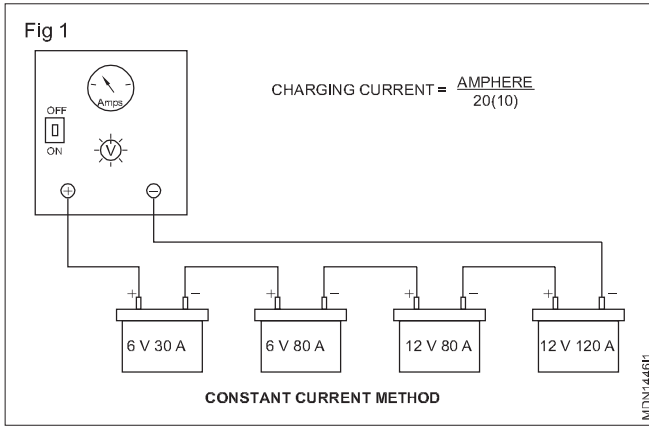 Fig 1
Amps
OFF
ON
V
+ −
CHARGING CURRENT = AMPHERE
20(10)
+ − + − + − + −
6 V 30 A 6 V 80 A 12 V 80 A 12 V 120 A
CONSTANT CURRENT METHOD
MDN1446I1